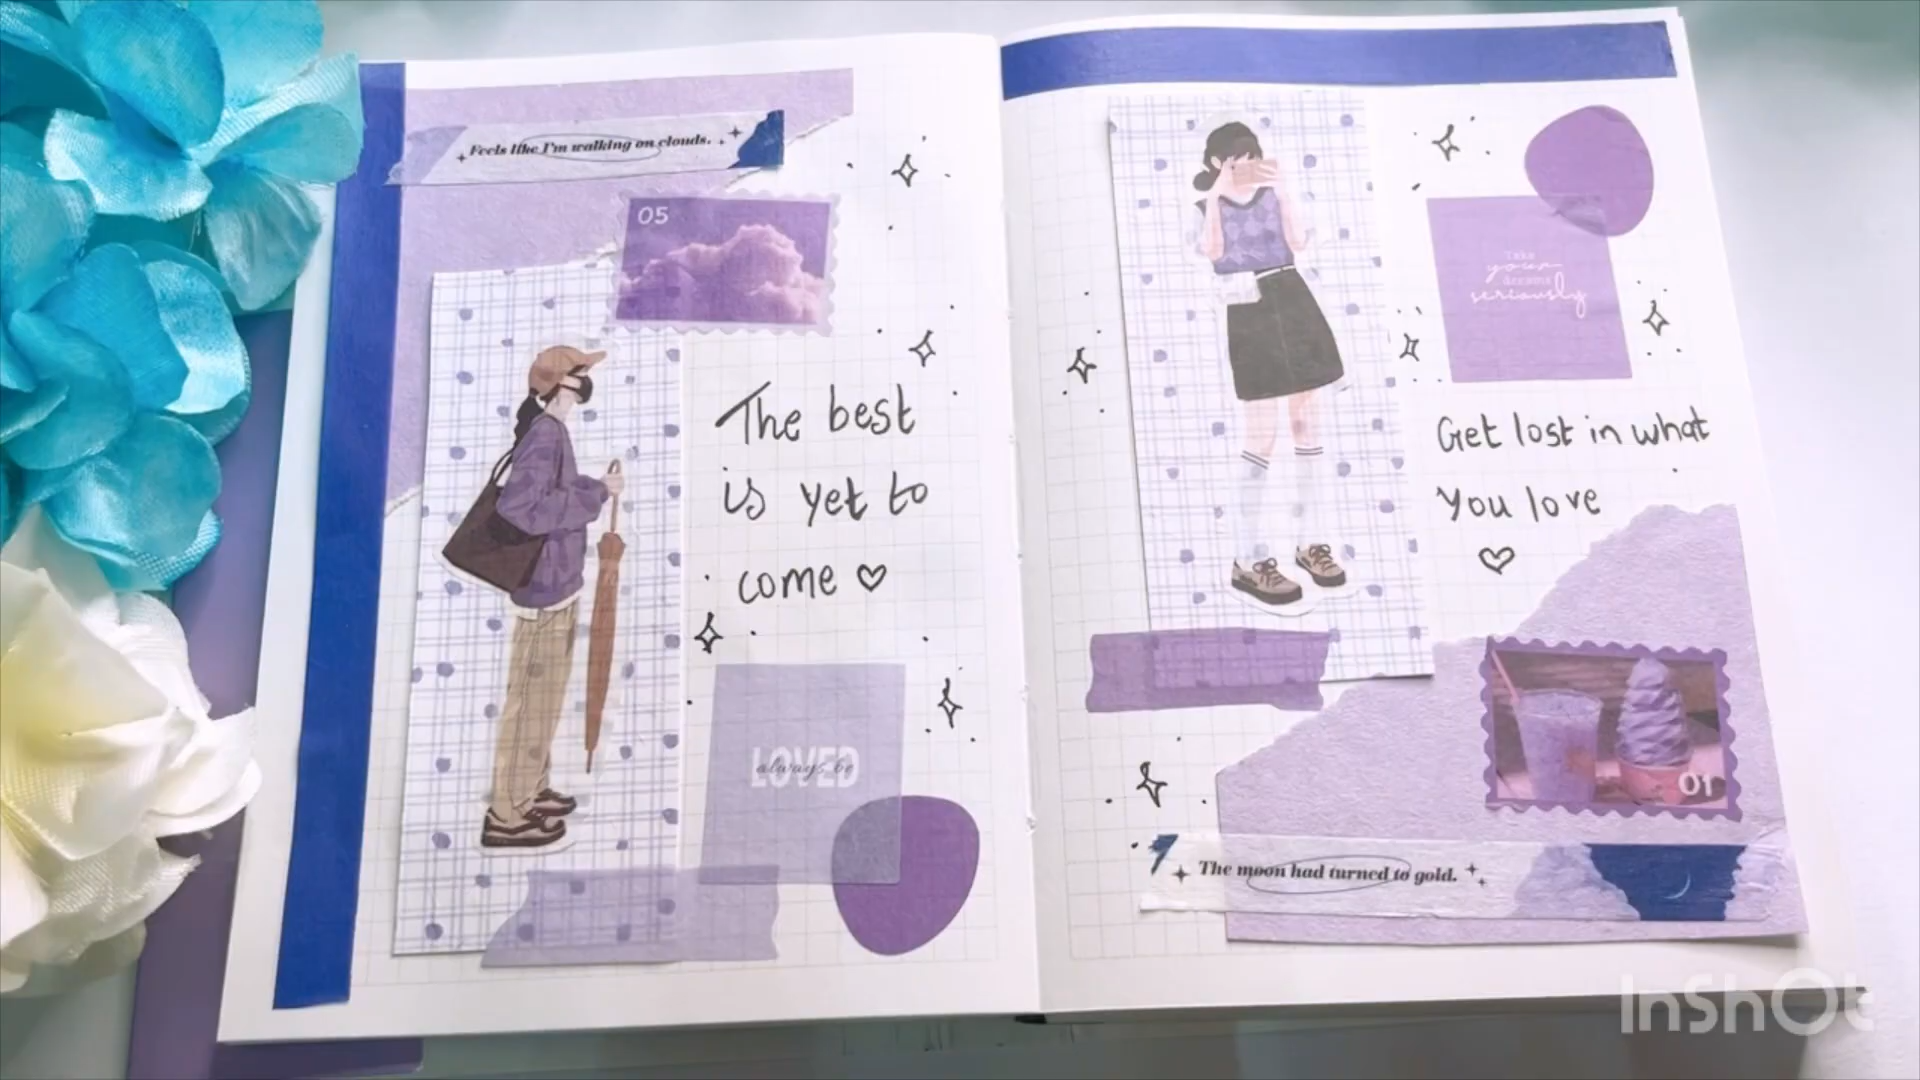 Feels like I'm walking on clouds.
05
The best
is yet to
come
LOVED
always be
Take
your
dreams
seriously
Get lost in what
You love
01
The moon had turned to gold.
InShOt